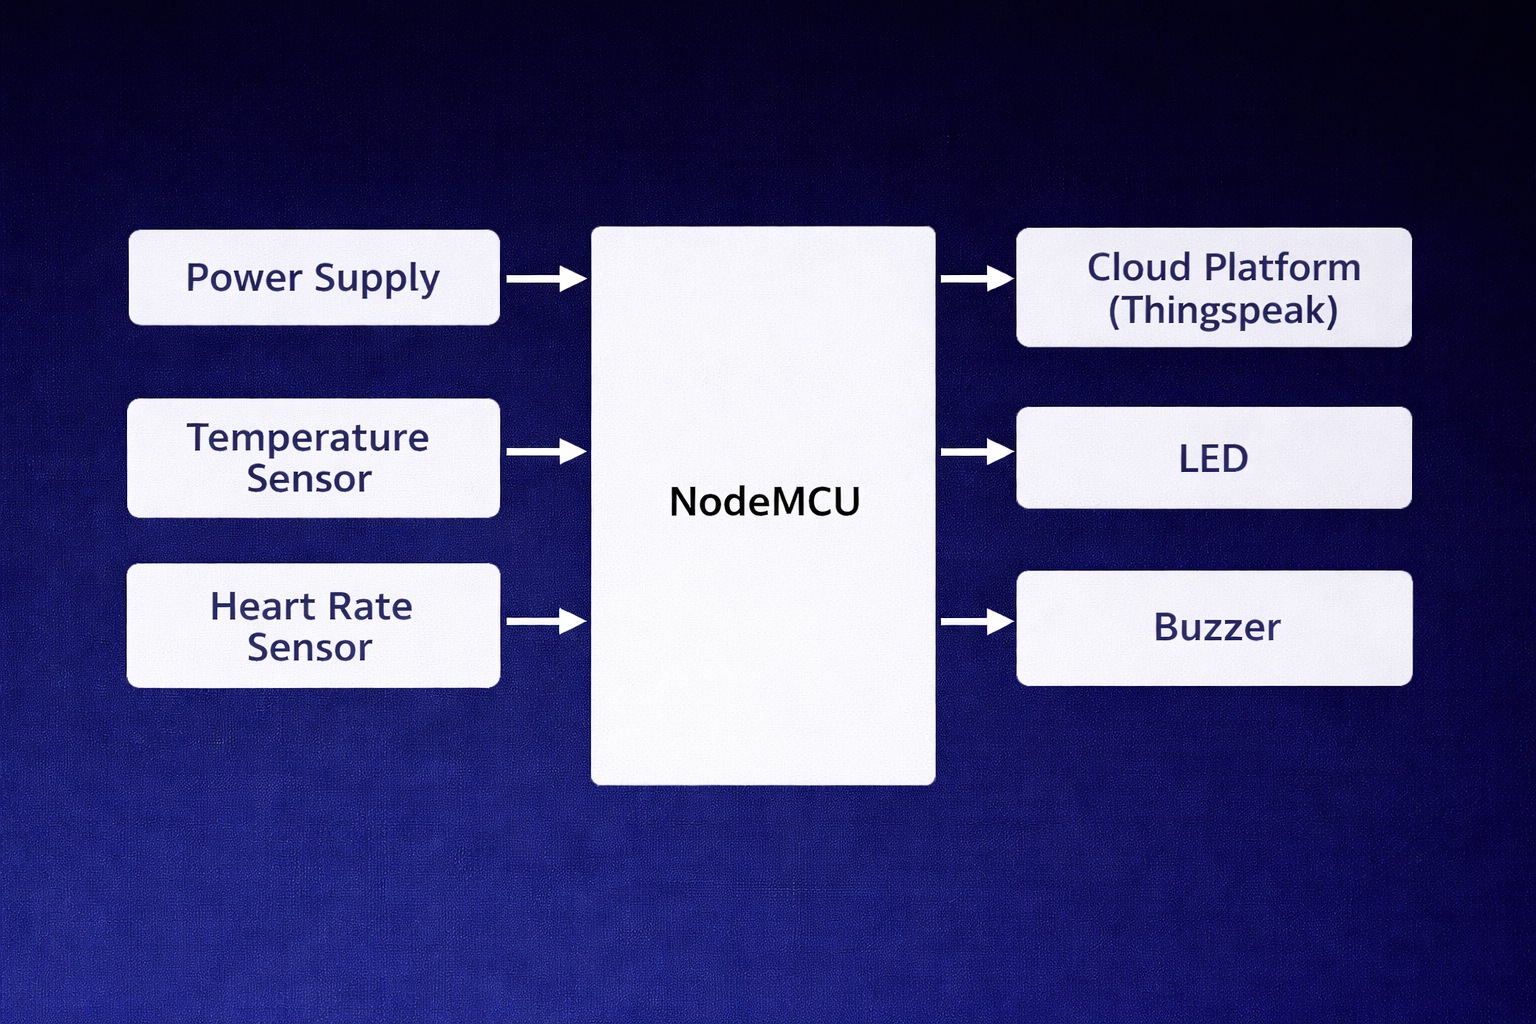 Power Supply
Temperature
Sensor
Heart Rate
Sensor
NodeMCU
Cloud Platform
(Thingspeak)
LED
Buzzer